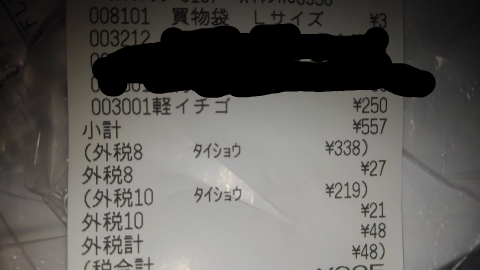 008101 買物袋 Lサイズ ¥3
003212
003001軽イチゴ ¥250
小計 ¥557
(外税8 タイショウ ¥338)
外税8 ¥27
(外税10 タイショウ ¥219)
外税10 ¥21
外税計 ¥48
(税合計 ¥48)